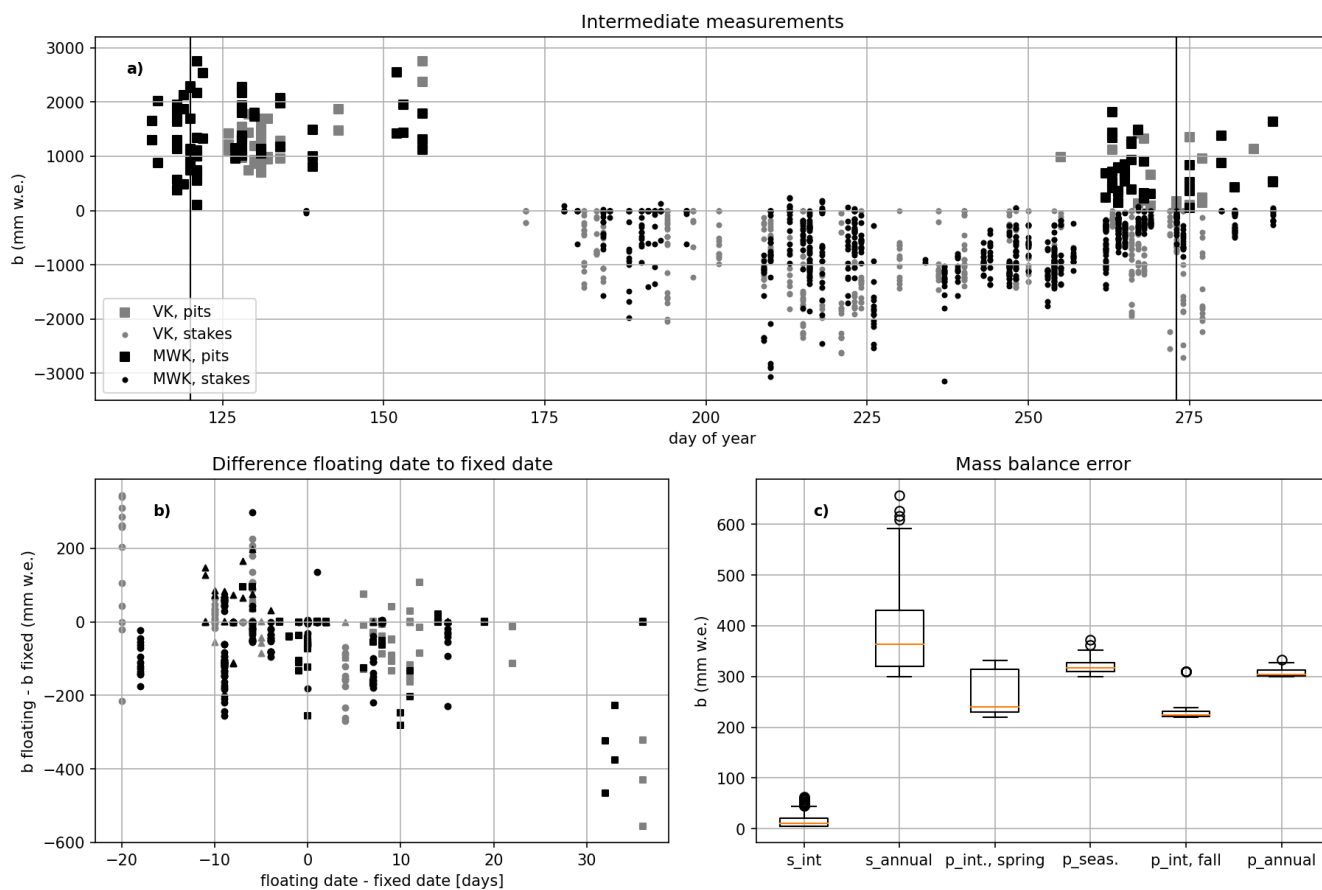 Intermediate measurements
a)
3000
2000
1000
0
−1000
−2000
−3000
b (mm w.e.)
VK, pits
VK, stakes
MWK, pits
MWK, stakes
125 150 175 200 225 250 275
day of year
Difference floating date to fixed date
b)
200
0
−200
−400
−600
b floating - b fixed (mm w.e.)
−20 −10 0 10 20 30
floating date - fixed date [days]
Mass balance error
c)
600
500
400
300
200
100
0
b (mm w.e.)
s_int s_annual p_int., spring p_seas. p_int, fall p_annual